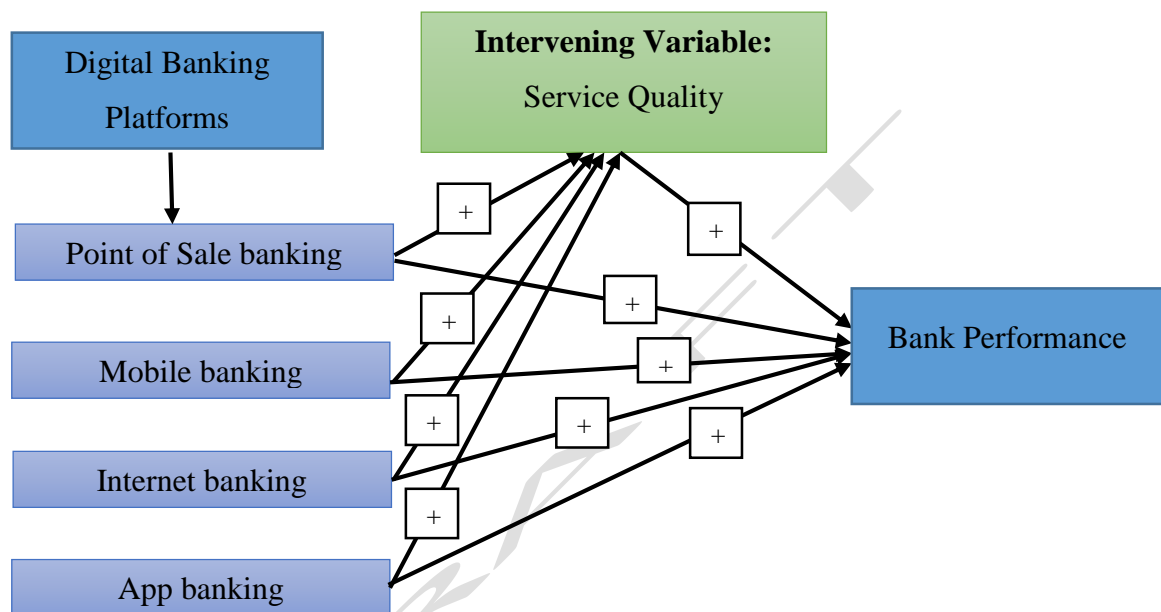 Digital Banking
Platforms
Intervening Variable:
Service Quality
+
+
Point of Sale banking
+
+
Bank Performance
Mobile banking
+
+
+
+
Internet banking
+
App banking